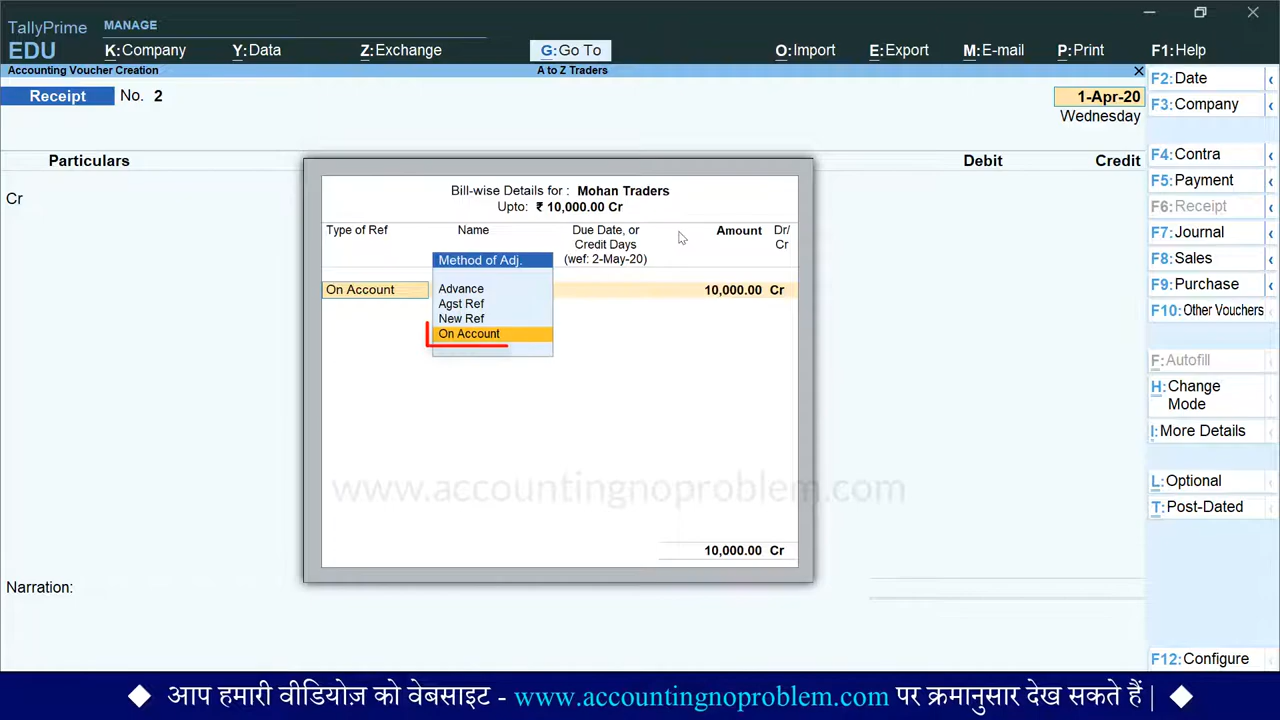 TallyPrime
EDU
MANAGE
K:Company Y:Data Z:Exchange G:Go To O:Import E:Export M:E-mail P:Print F1:Help
Accounting Voucher Creation A to Z Traders ×
Receipt No. 2 1-Apr-20
Wednesday
Particulars Debit Credit
Cr
Bill-wise Details for : Mohan Traders
Upto: ₹ 10,000.00 Cr
Type of Ref Name Due Date, or Amount Dr/
Credit Days Cr
(wef: 2-May-20)
Method of Adj.
On Account 10,000.00 Cr
Advance
Agst Ref
New Ref
On Account
www.accountingnoproblem.com
10,000.00 Cr
Narration:
F2:Date
F3:Company
F4:Contra
F5:Payment
F6:Receipt
F7:Journal
F8:Sales
F9:Purchase
F10:Other Vouchers
F:Autofill
H:Change
Mode
I:More Details
L:Optional
T:Post-Dated
F12:Configure
आप हमारी वीडियोज़ को वेबसाइट - www.accountingnoproblem.com पर क्रमानुसार देख सकते हैं |